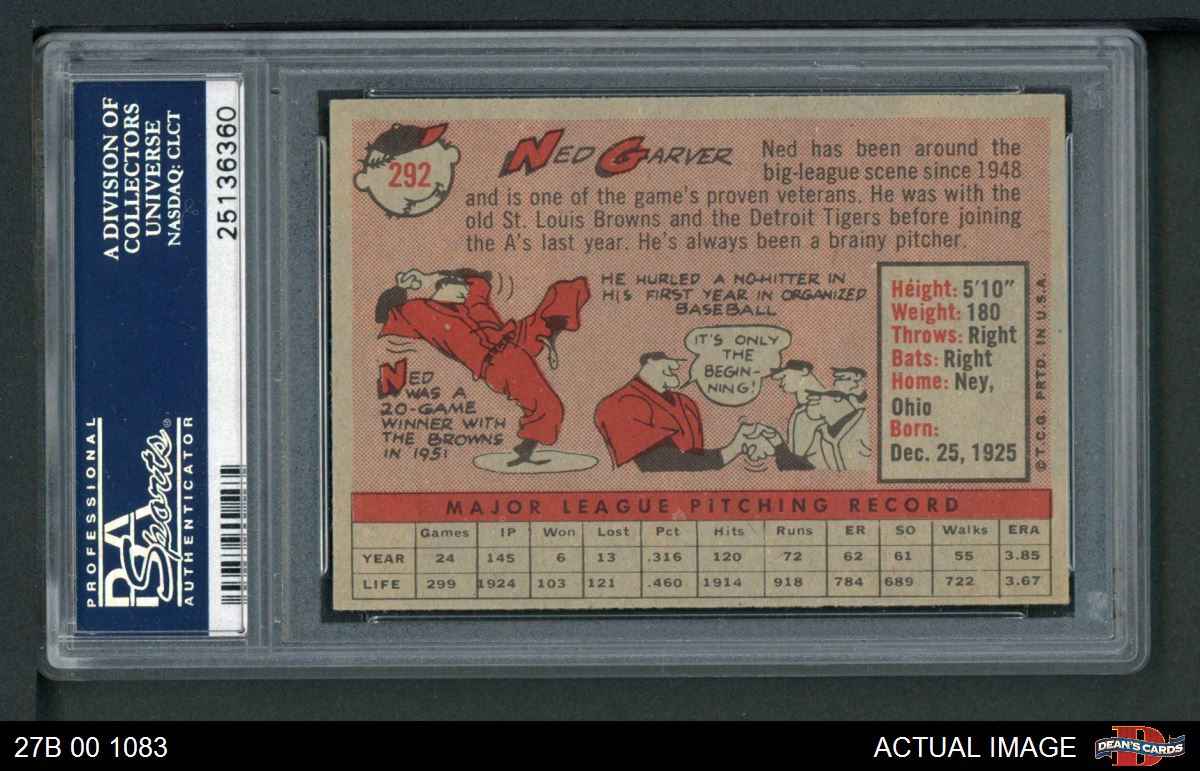 A DIVISION OF
COLLECTORS
UNIVERSE
NASDAQ: CLCT
25136360
PROFESSIONAL
PSA
Sports®
AUTHENTICATOR
292
NED GARVER
Ned has been around the
big-league scene since 1948
and is one of the game's proven veterans. He was with the
old St. Louis Browns and the Detroit Tigers before joining
the A's last year. He's always been a brainy pitcher.
NED
WAS A
20-GAME
WINNER WITH
THE BROWNS
IN 1951
HE HURLED A NO-HITTER IN
HIS FIRST YEAR IN ORGANIZED
BASEBALL
IT'S ONLY
THE
BEGIN-
NING!
Height: 5'10"
Weight: 180
Throws: Right
Bats: Right
Home: Ney,
Ohio
Born:
Dec. 25, 1925
©T.C.G. PRTD. IN U.S.A.
MAJOR LEAGUE PITCHING RECORD
Games IP Won Lost Pct Hits Runs ER SO Walks ERA
YEAR 24 145 6 13 .316 120 72 62 61 55 3.85
LIFE 299 1924 103 121 .460 1914 918 784 689 722 3.67
27B 00 1083
ACTUAL IMAGE
D
DEAN'S CARDS